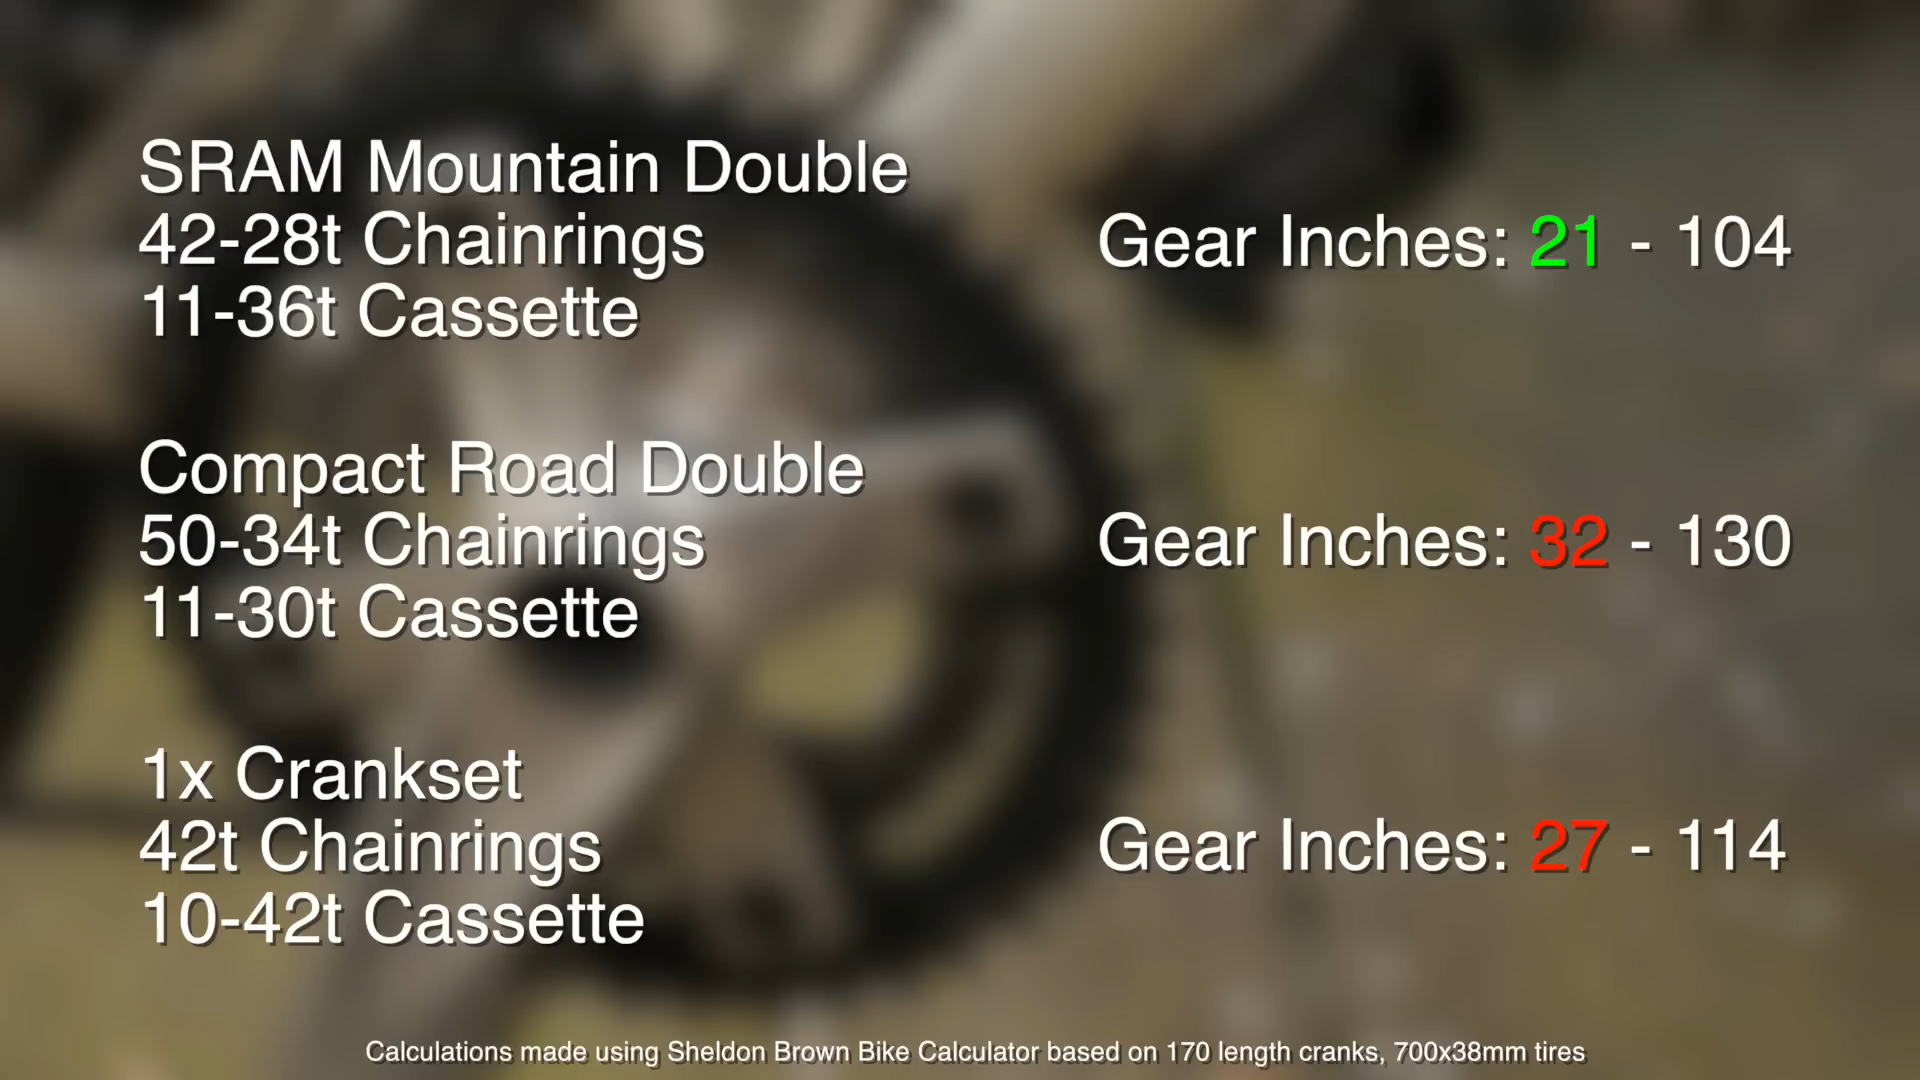 SRAM Mountain Double
42-28t Chainrings
11-36t Cassette
Gear Inches: 21 - 104
Compact Road Double
50-34t Chainrings
11-30t Cassette
Gear Inches: 32 - 130
1x Crankset
42t Chainrings
10-42t Cassette
Gear Inches: 27 - 114
Calculations made using Sheldon Brown Bike Calculator based on 170 length cranks, 700x38mm tires